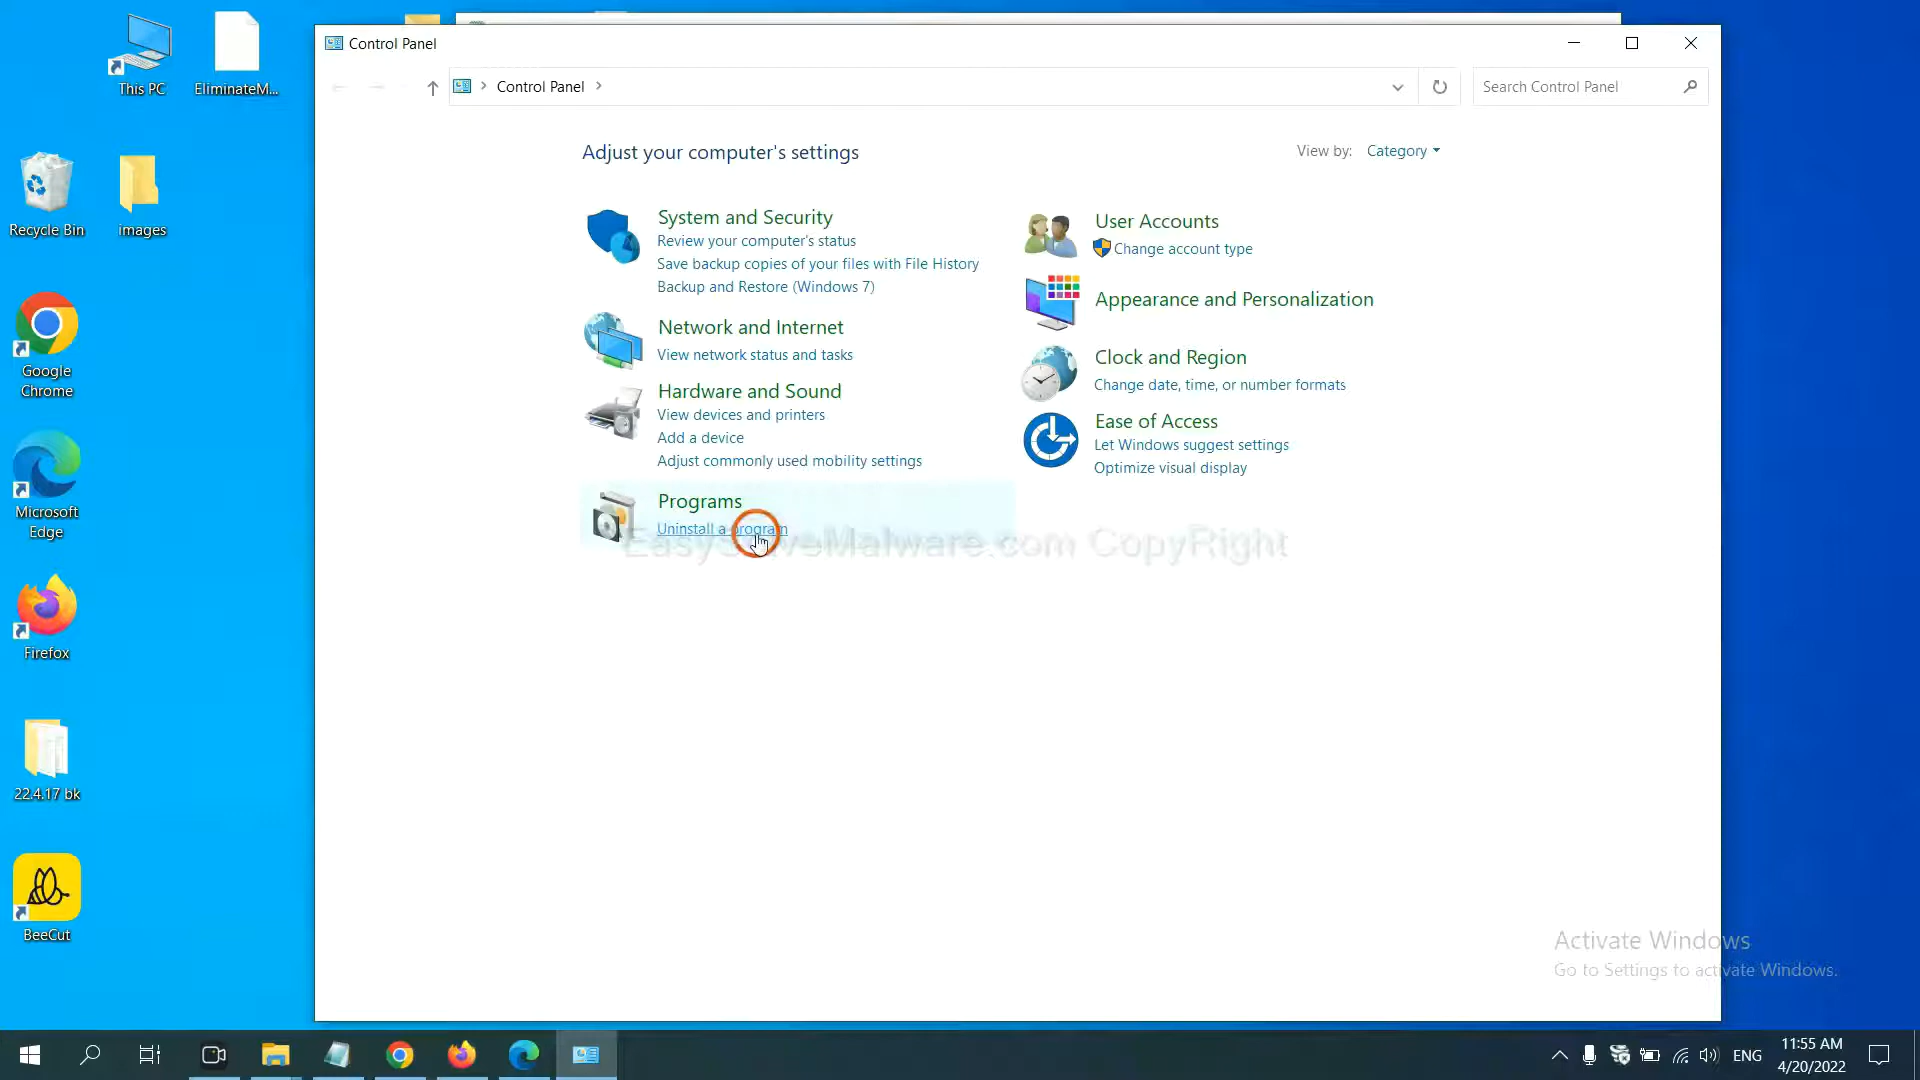 This PC
EliminateM...
Recycle Bin
images
Google
Chrome
Microsoft
Edge
Firefox
22.4.17 bk
BeeCut
Control Panel
Control Panel
Search Control Panel
Adjust your computer's settings
View by: Category
System and Security
Review your computer's status
Save backup copies of your files with File History
Backup and Restore (Windows 7)
Network and Internet
View network status and tasks
Hardware and Sound
View devices and printers
Add a device
Adjust commonly used mobility settings
Programs
Uninstall a program
User Accounts
Change account type
Appearance and Personalization
Clock and Region
Change date, time, or number formats
Ease of Access
Let Windows suggest settings
Optimize visual display
EasySolveMalware.com CopyRight
Activate Windows
Go to Settings to activate Windows.
ENG
11:55 AM
4/20/2022